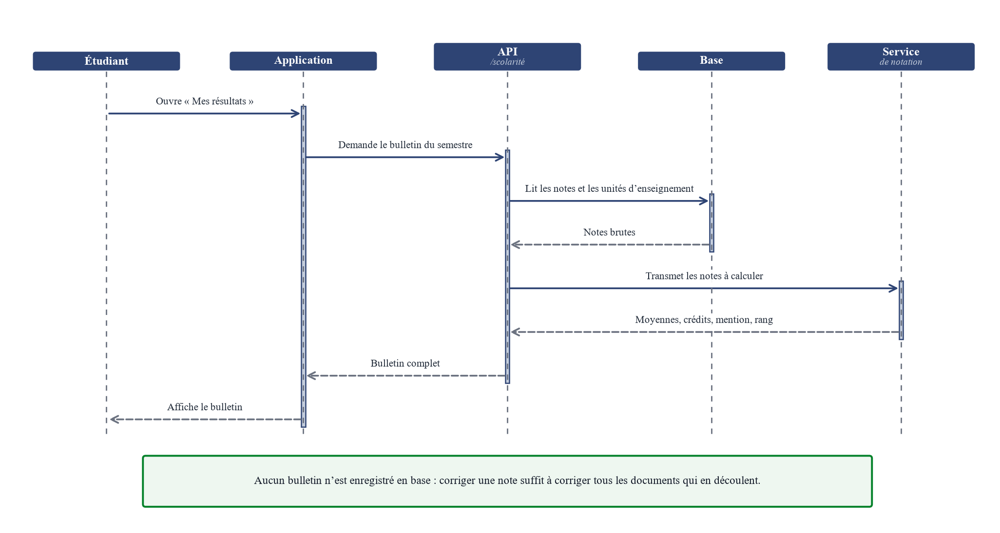 Étudiant
Application
API
/scolarité
Base
Service
de notation
Ouvre « Mes résultats »
Demande le bulletin du semestre
Lit les notes et les unités d’enseignement
Notes brutes
Transmet les notes à calculer
Moyennes, crédits, mention, rang
Bulletin complet
Affiche le bulletin
Aucun bulletin n’est enregistré en base : corriger une note suffit à corriger tous les documents qui en découlent.